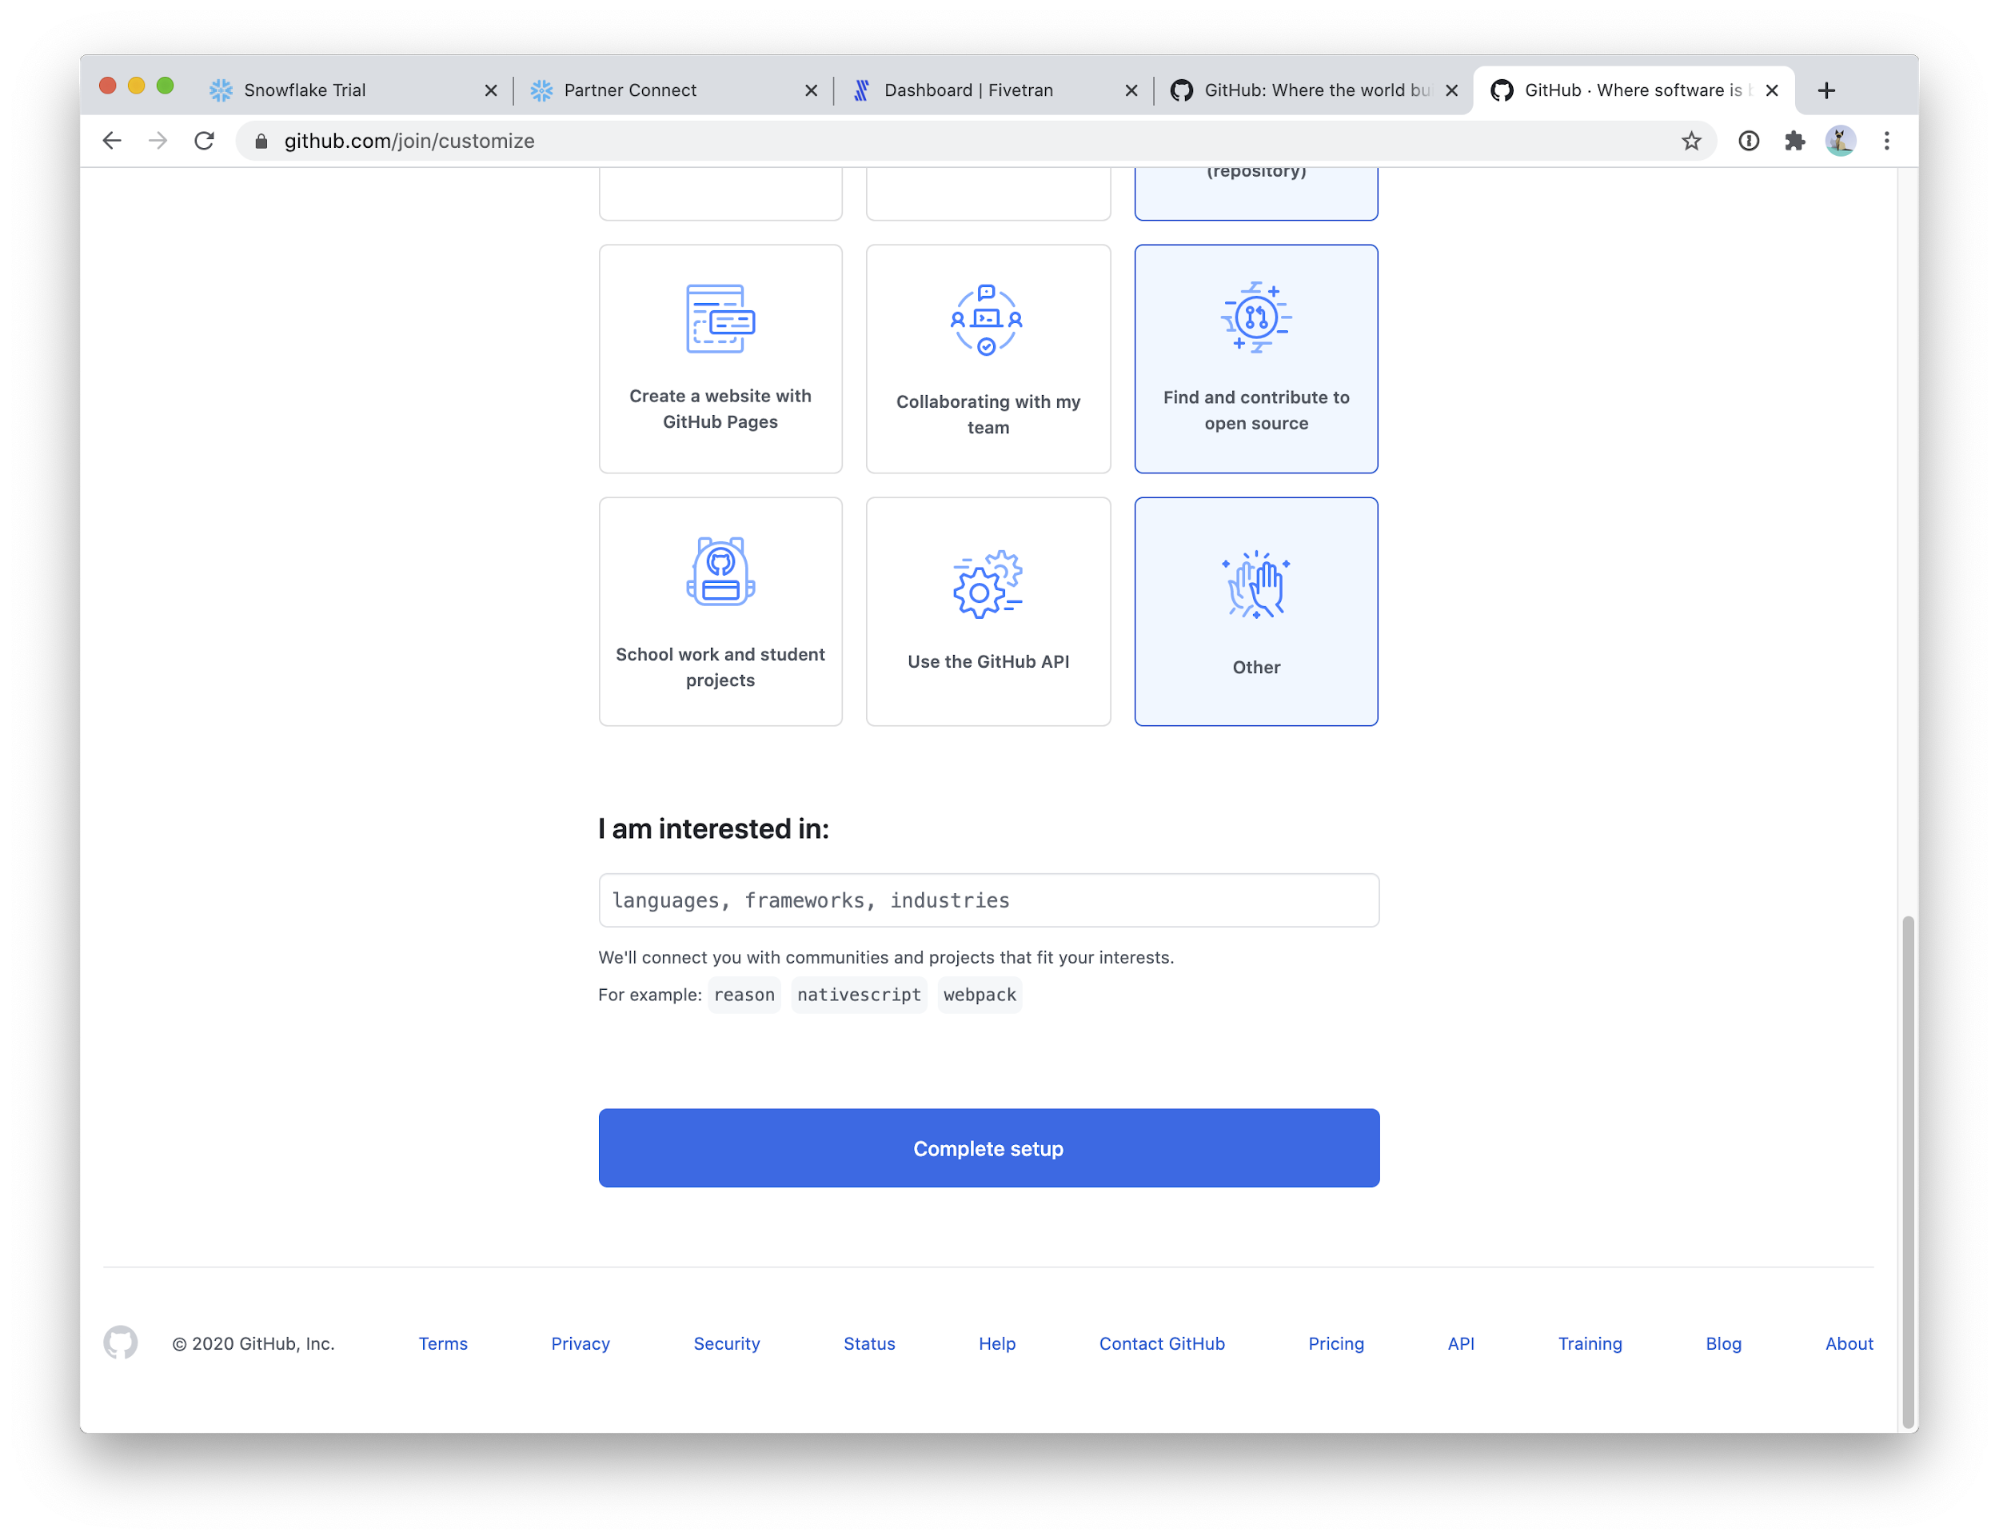 Snowflake Trial
Partner Connect
Dashboard | Fivetran
GitHub: Where the world bu
GitHub · Where software is b
github.com/join/customize
(repository)
Create a website with
GitHub Pages
Collaborating with my
team
Find and contribute to
open source
School work and student
projects
Use the GitHub API
Other
I am interested in:
languages, frameworks, industries
We'll connect you with communities and projects that fit your interests.
For example: reason nativescript webpack
Complete setup
© 2020 GitHub, Inc. Terms Privacy Security Status Help Contact GitHub Pricing API Training Blog About